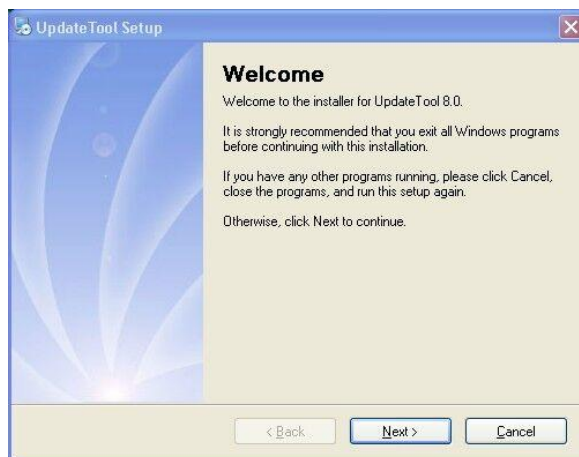 UpdateTool Setup
Welcome
Welcome to the installer for UpdateTool 8.0.
It is strongly recommended that you exit all Windows programs
before continuing with this installation.
If you have any other programs running, please click Cancel,
close the programs, and run this setup again.
Otherwise, click Next to continue.
< Back
Next >
Cancel